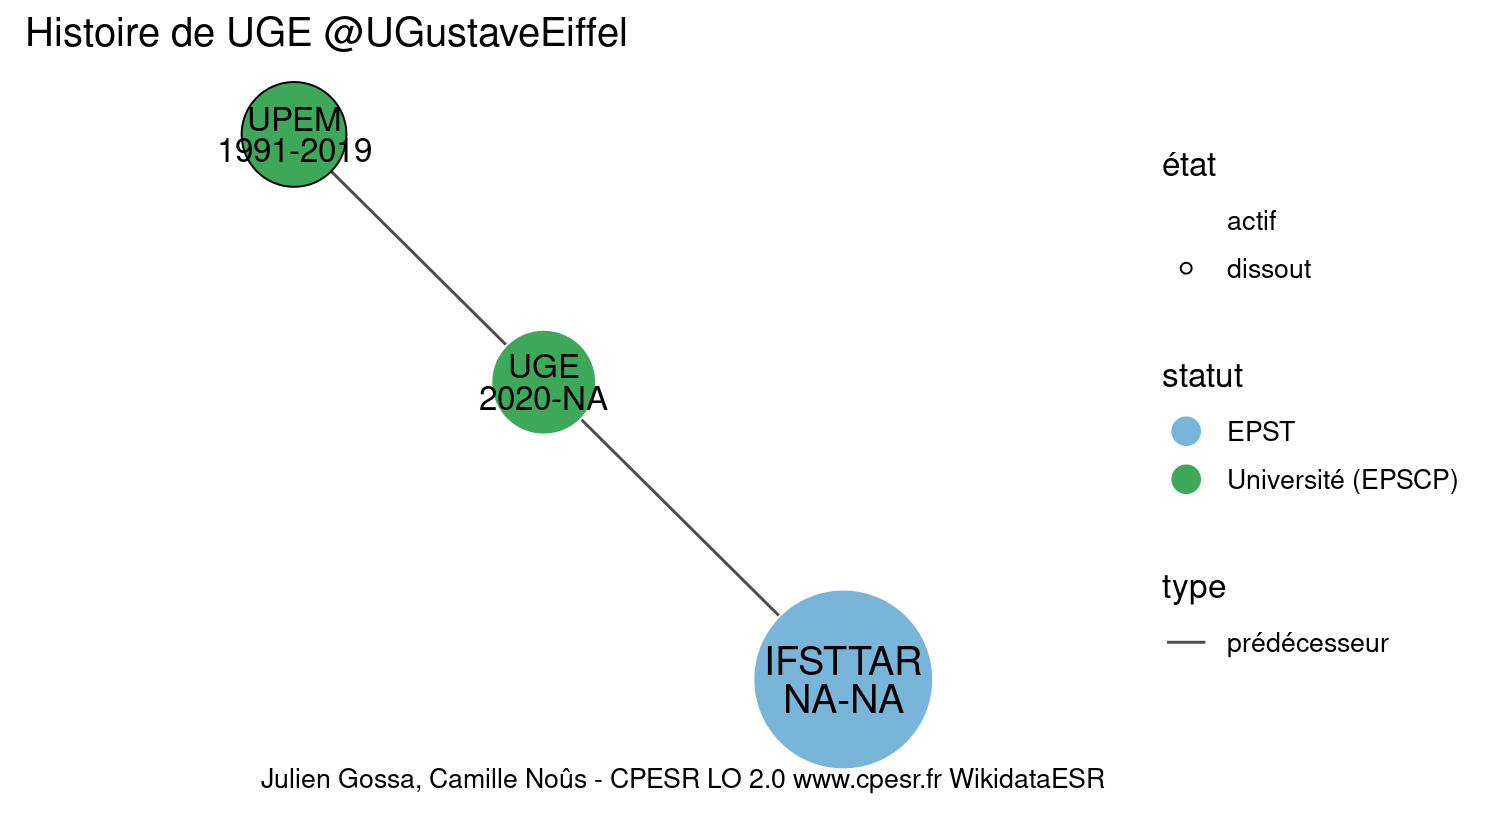 Histoire de UGE @UGustaveEiffel
UPEM
1991-2019
UGE
2020-NA
IFSTTAR
NA-NA
état
actif
dissout
statut
EPST
Université (EPSCP)
type
prédécesseur
Julien Gossa, Camille Noûs - CPESR LO 2.0 www.cpesr.fr WikidataESR